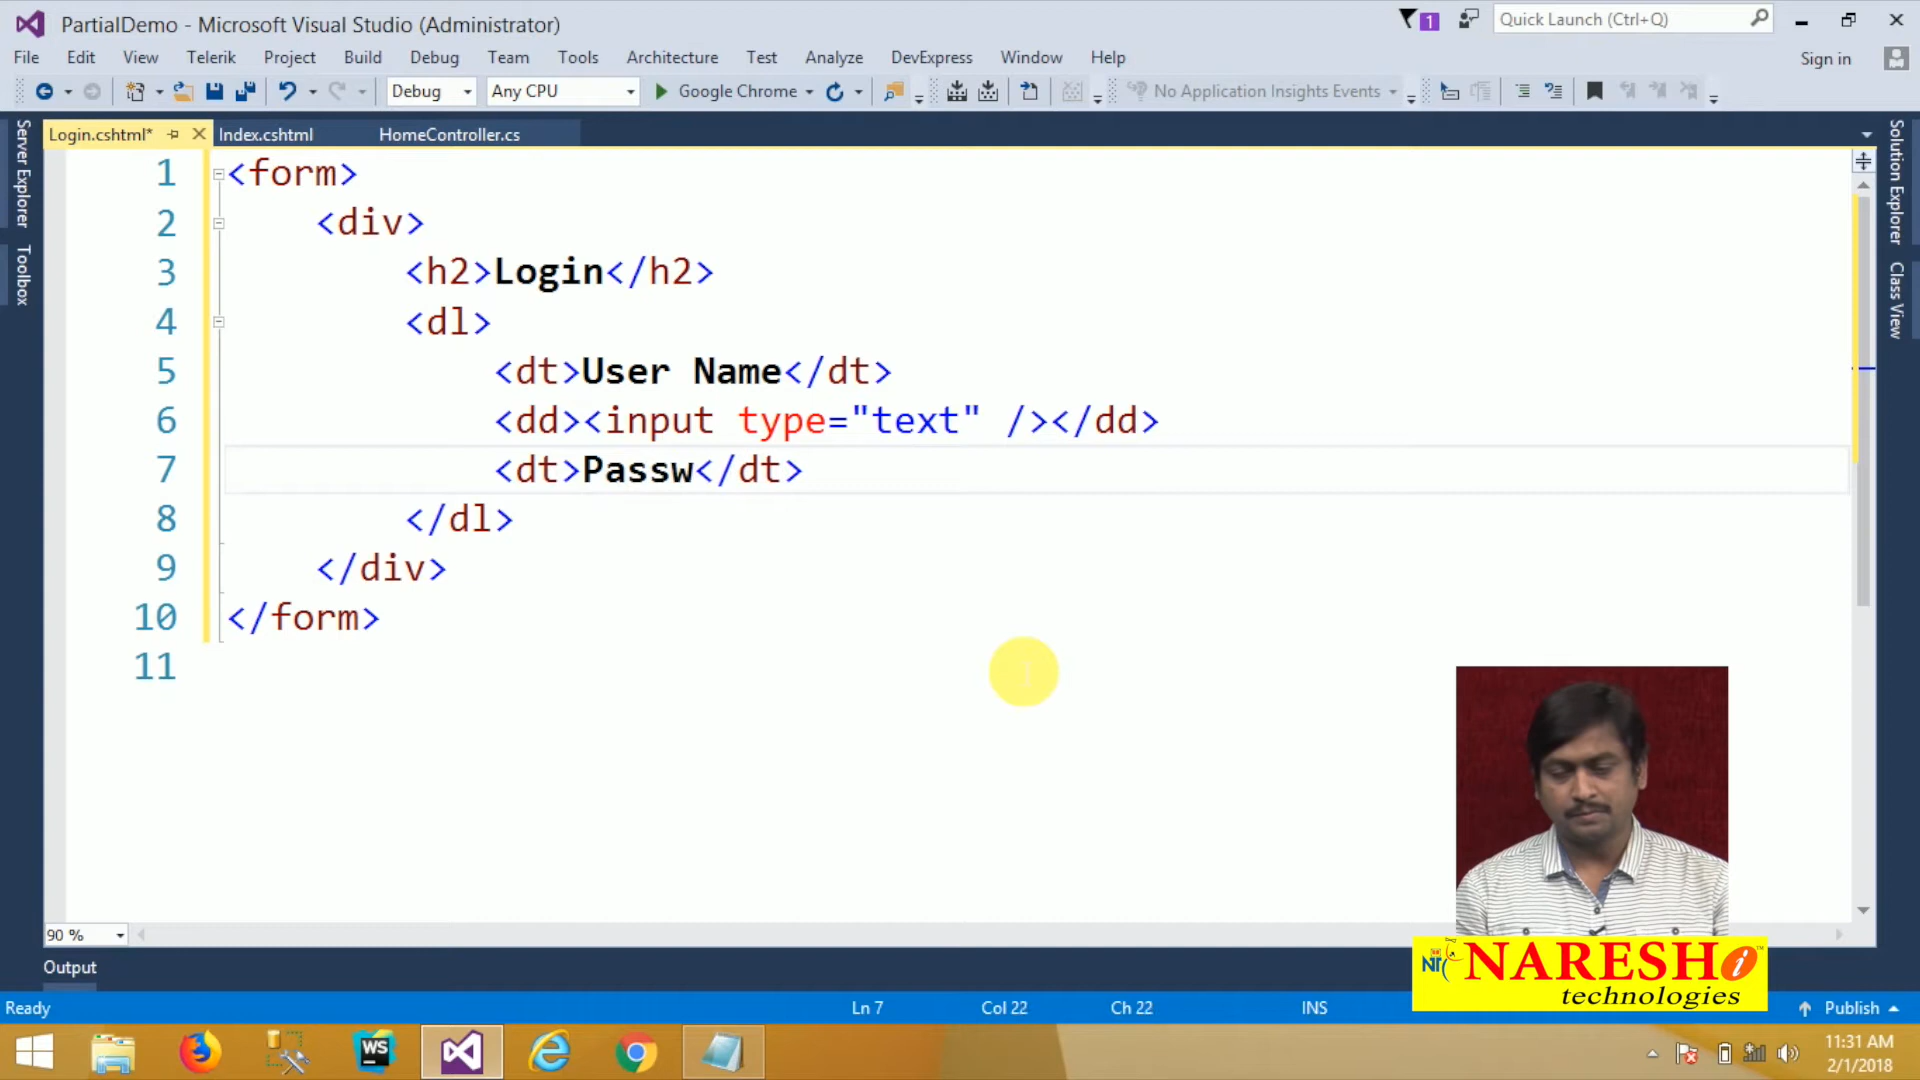 PartialDemo - Microsoft Visual Studio (Administrator)
1
Quick Launch (Ctrl+Q)
File Edit View Telerik Project Build Debug Team Tools Architecture Test Analyze DevExpress Window Help
Sign in
Debug Any CPU Google Chrome No Application Insights Events
Login.cshtml* Index.cshtml HomeController.cs
Server Explorer
Toolbox
Solution Explorer
Class View
1 <form>
2 <div>
3 <h2>Login</h2>
4 <dl>
5 <dt>User Name</dt>
6 <dd><input type="text" /></dd>
7 <dt>Passw</dt>
8 </dl>
9 </div>
10 </form>
11
90 %
Output
NT NARESH i
technologies
Ready Ln 7 Col 22 Ch 22 INS Publish
WS
11:31 AM
2/1/2018